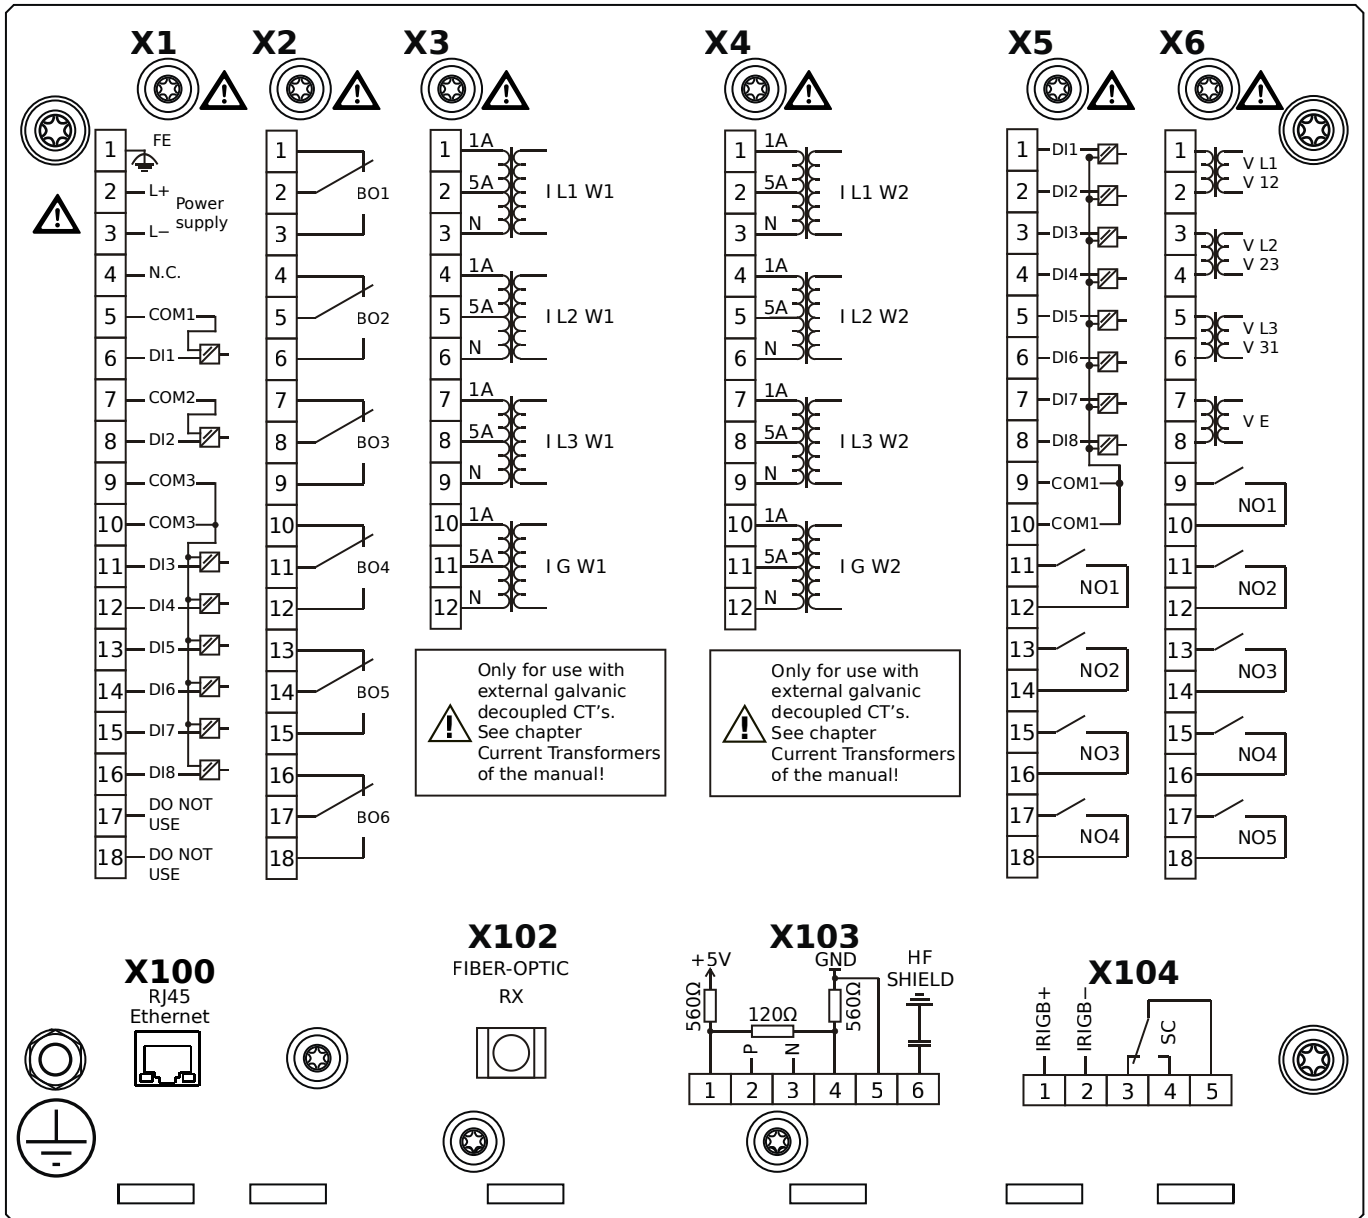 X1
X2
X3
X4
X5
X6
1 FE
2 L+
3 L−
Power
supply
4 N.C.
5 COM1
6 DI1
7 COM2
8 DI2
9 COM3
10 COM3
11 DI3
12 DI4
13 DI5
14 DI6
15 DI7
16 DI8
17 DO NOT
USE
18 DO NOT
USE
1
2 BO1
3
4
5 BO2
6
7
8 BO3
9
10
11 BO4
12
13
14 BO5
15
16
17 BO6
18
1 1A
2 5A I L1 W1
3 N
4 1A
5 5A I L2 W1
6 N
7 1A
8 5A I L3 W1
9 N
10 1A
11 5A I G W1
12 N
Only for use with
external galvanic
decoupled CT's.
See chapter
Current Transformers
of the manual!
1 1A
2 5A I L1 W2
3 N
4 1A
5 5A I L2 W2
6 N
7 1A
8 5A I L3 W2
9 N
10 1A
11 5A I G W2
12 N
Only for use with
external galvanic
decoupled CT's.
See chapter
Current Transformers
of the manual!
1 DI1
2 DI2
3 DI3
4 DI4
5 DI5
6 DI6
7 DI7
8 DI8
9 COM1
10 COM1
11
NO1
12
13
NO2
14
15
NO3
16
17
NO4
18
1 V L1
2 V 12
3 V L2
4 V 23
5 V L3
6 V 31
7
V E
8
9
NO1
10
11
NO2
12
13
NO3
14
15
NO4
16
17
NO5
18
X100
RJ45
Ethernet
X102
FIBER-OPTIC
RX
X103
+5V
GND
HF
SHIELD
560Ω
120Ω
560Ω
P
N
1 2 3 4 5 6
X104
IRIGB+
IRIGB−
SC
1 2 3 4 5